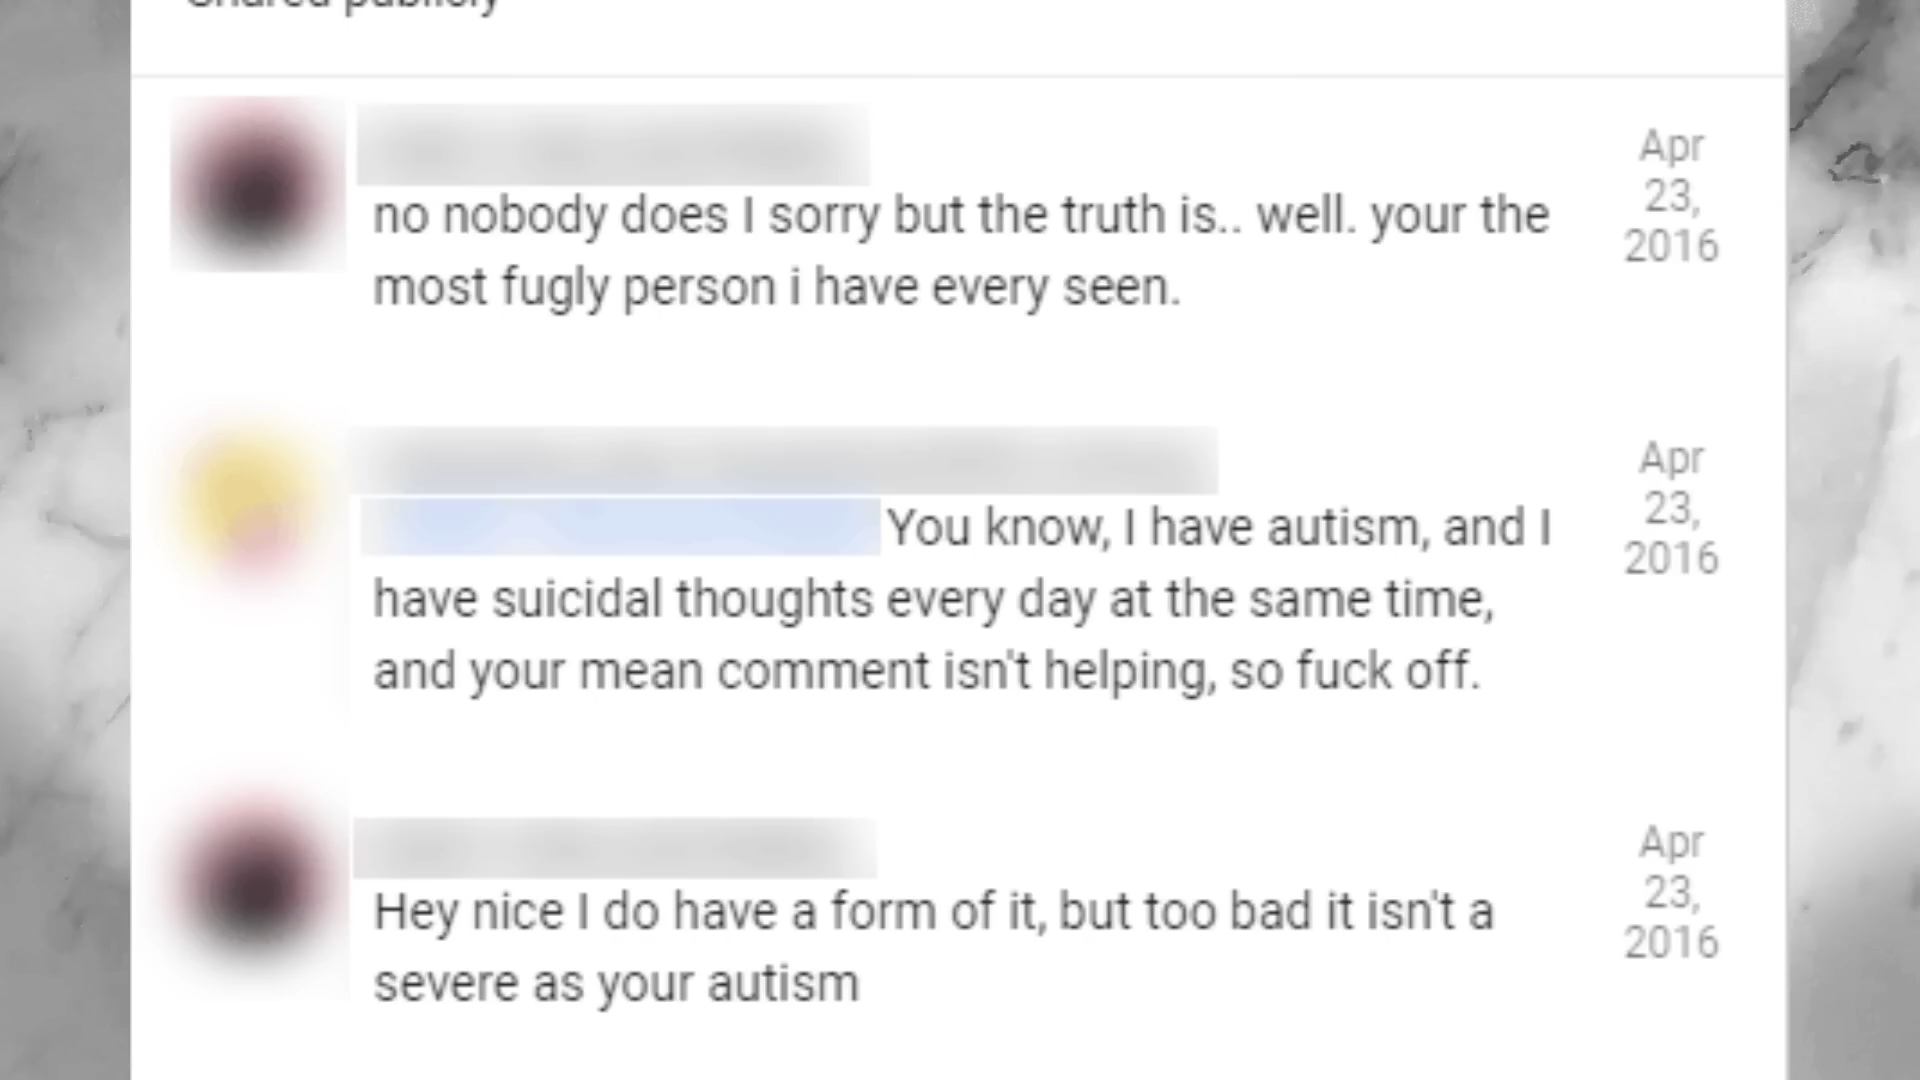 Shared publicly
no nobody does I sorry but the truth is.. well. your the
most fugly person i have every seen.
Apr
23,
2016
You know, I have autism, and I
have suicidal thoughts every day at the same time,
and your mean comment isn't helping, so fuck off.
Apr
23,
2016
Hey nice I do have a form of it, but too bad it isn't a
severe as your autism
Apr
23,
2016